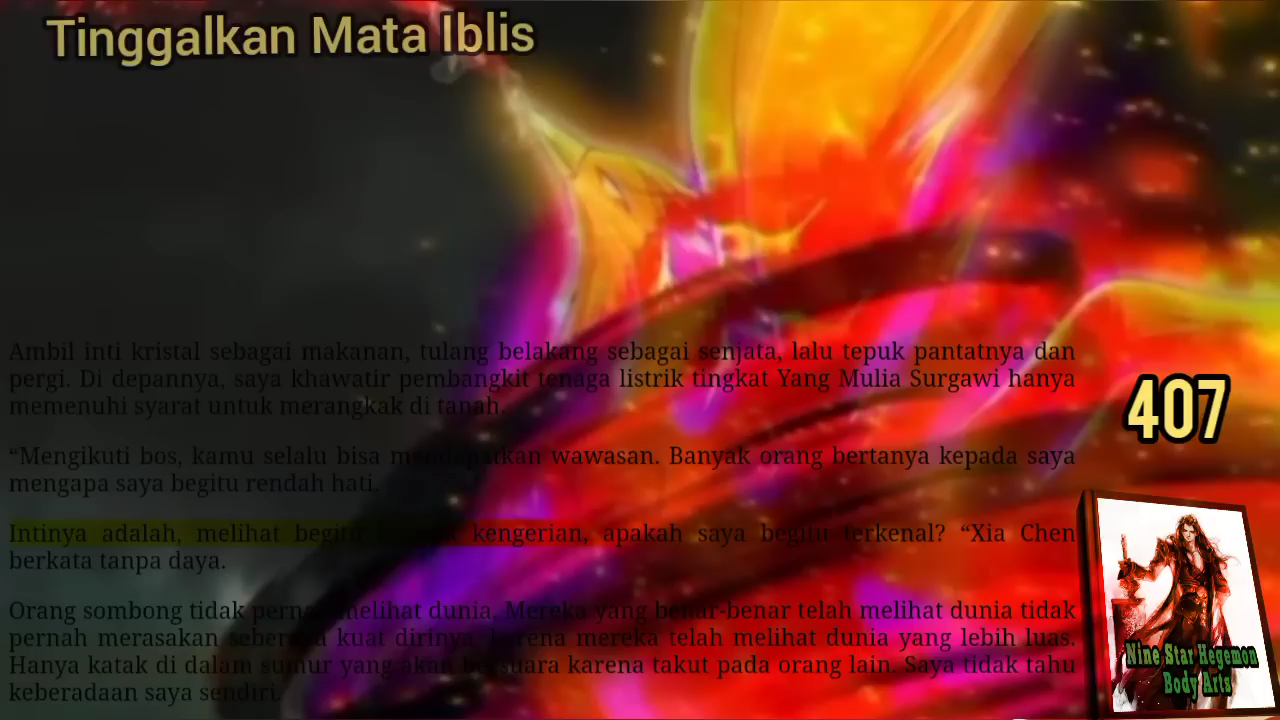 Tinggalkan Mata Iblis
Ambil inti kristal sebagai makanan, tulang belakang sebagai senjata, lalu tepuk pantatnya dan
pergi. Di depannya, saya khawatir pembangkit tenaga listrik tingkat Yang Mulia Surgawi hanya
memenuhi syarat untuk merangkak di tanah.
“Mengikuti bos, kamu selalu bisa mendapatkan wawasan. Banyak orang bertanya kepada saya
mengapa saya begitu rendah hati.
Intinya adalah, melihat begitu kengerian, apakah saya begitu terkenal? “Xia Chen
berkata tanpa daya.
Orang sombong tidak pernah melihat dunia. Mereka yang benar-benar telah melihat dunia tidak
pernah merasakan seberapa kuat dirinya, karena mereka telah melihat dunia yang lebih luas.
Hanya katak di dalam sumur yang akan bersuara karena takut pada orang lain. Saya tidak tahu
keberadaan saya sendiri.
407
Nine Star Hegemon
Body Arts